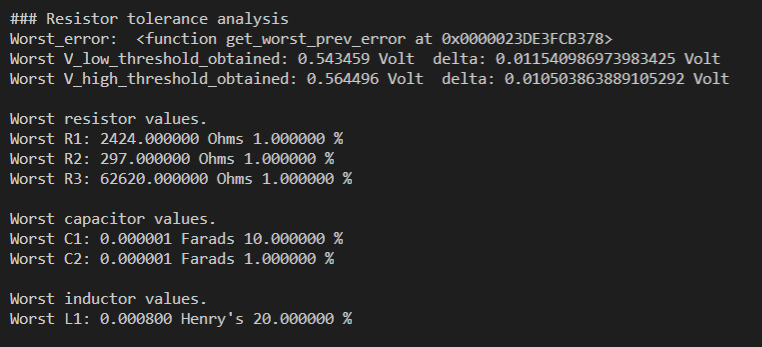 ### Resistor tolerance analysis
Worst_error:  <function get_worst_prev_error at 0x0000023DE3FCB378>
Worst V_low_threshold_obtained: 0.543459 Volt  delta: 0.011540986973983425 Volt
Worst V_high_threshold_obtained: 0.564496 Volt  delta: 0.010503863889105292 Volt
Worst resistor values.
Worst R1: 2424.000000 Ohms 1.000000 %
Worst R2: 297.000000 Ohms 1.000000 %
Worst R3: 62620.000000 Ohms 1.000000 %
Worst capacitor values.
Worst C1: 0.000001 Farads 10.000000 %
Worst C2: 0.000001 Farads 1.000000 %
Worst inductor values.
Worst L1: 0.000800 Henry's 20.000000 %